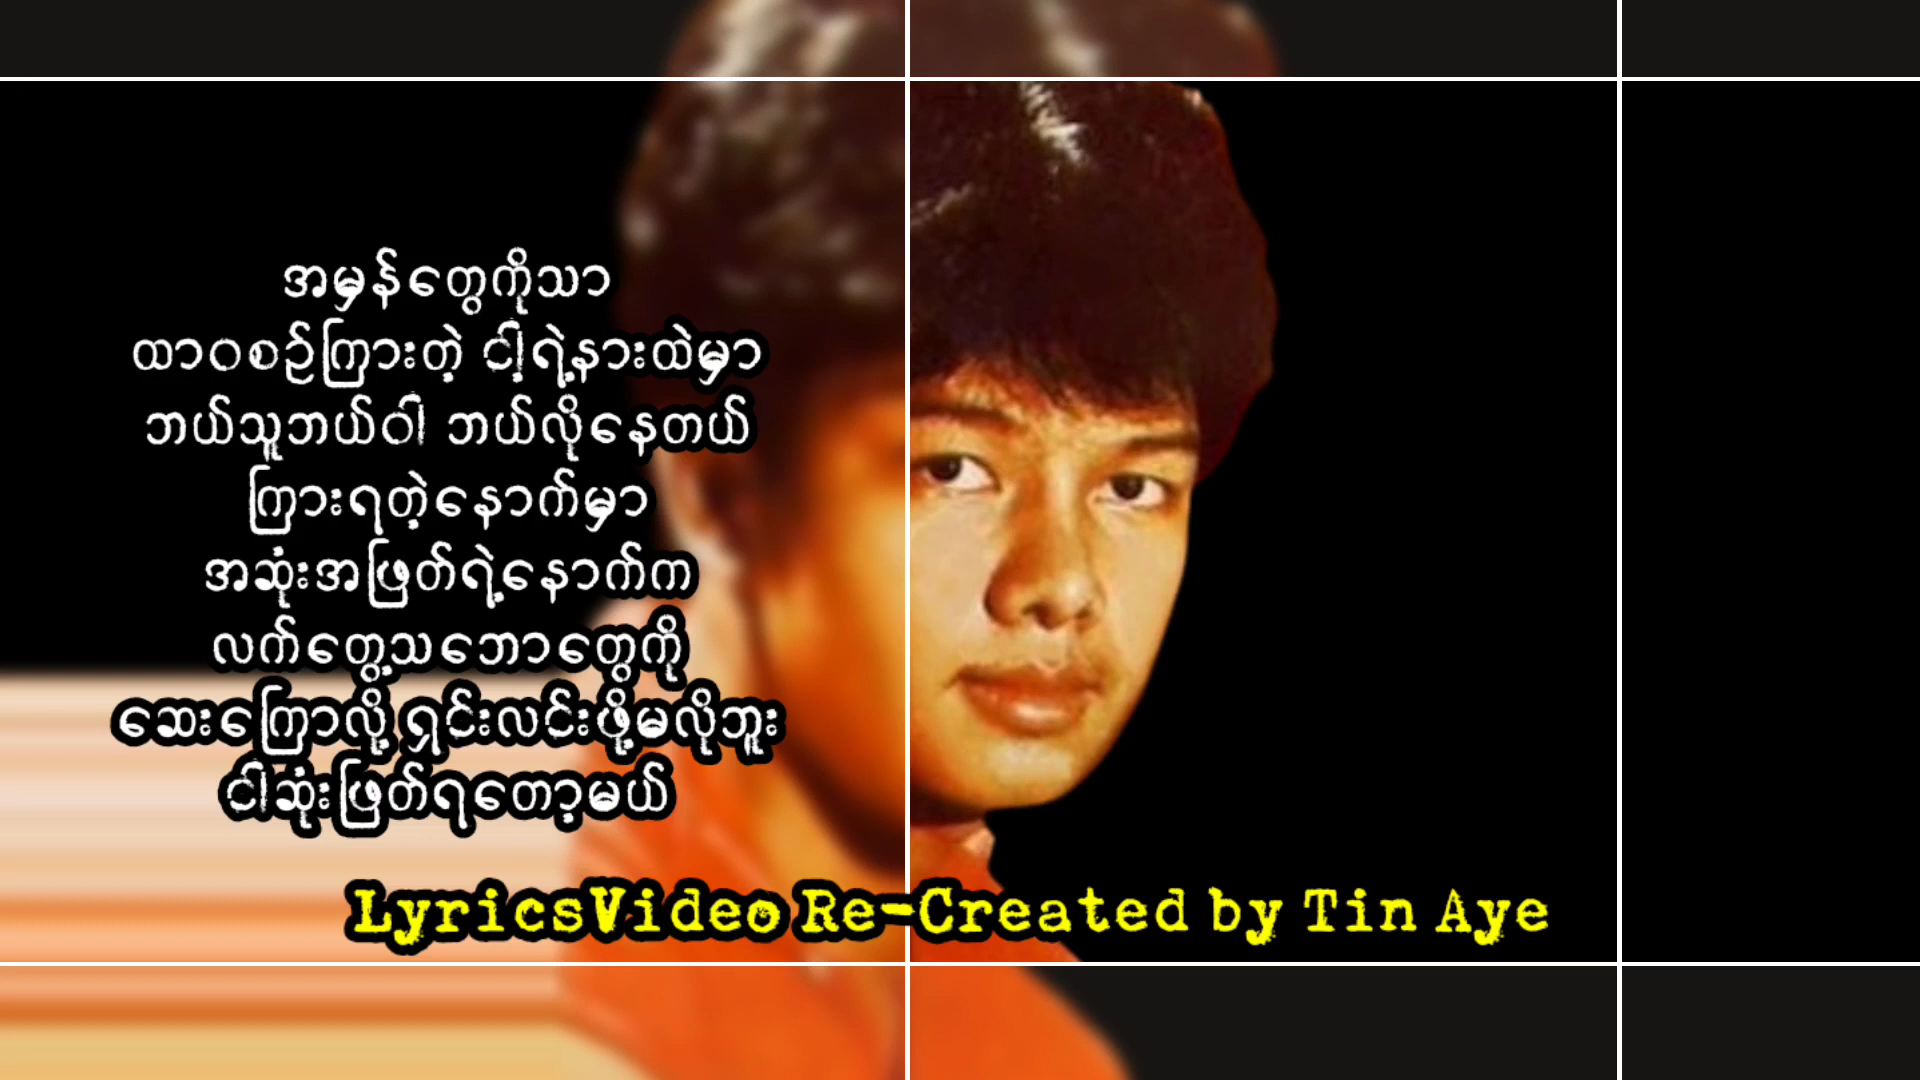 အမှန်တွေကိုသာ
ထာဝစဉ်ကြားတဲ့ ငါ့ရဲ့နားထဲမှာ
ဘယ်သူဘယ်ဝါ ဘယ်လိုနေတယ်
ကြားရတဲ့နောက်မှာ
အဆုံးအဖြတ်ရဲ့နောက်က
လက်တွေ့သဘောတွေကို
ဆေးကြောလို့ ရှင်းလင်းဖို့မလိုဘူး
ငါဆုံးဖြတ်ရတော့မယ်
LyricsVideo Re-Created by Tin Aye